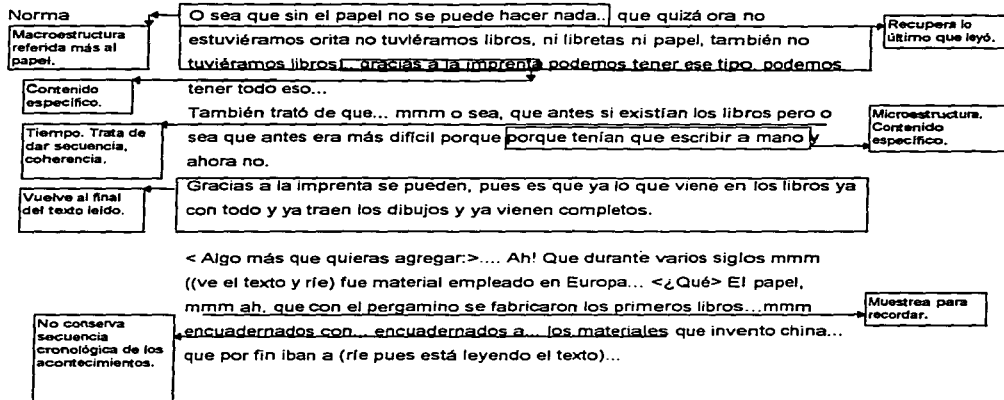 Norma
O sea que sin el papel no se puede hacer nada.. que quizá ora no
estuviéramos orita no tuviéramos libros, ni libretas ni papel, también no
tuviéramos libros... gracias a la imprenta podemos tener ese tipo, podemos
tener todo eso...
También trató de que... mmm o sea, que antes si existían los libros pero o
sea que antes era más difícil porque porque tenían que escribir a mano y
ahora no.
Gracias a la imprenta se pueden, pues es que ya lo que viene en los libros ya
con todo y ya traen los dibujos y ya vienen completos.
< Algo más que quieras agregar:>.... Ah! Que durante varios siglos mmm
((ve el texto y ríe) fue material empleado en Europa... <¿Qué> El papel,
mmm ah, que con el pergamino se fabricaron los primeros libros...mmm
encuadernados con... encuadernados a... los materiales que invento china...
que por fin iban a (ríe pues está leyendo el texto)...
Macroestructura
referida más al
papel.
Contenido
específico.
Tiempo. Trata de
dar secuencia,
coherencia.
Vuelve al final
del texto leído.
No conserva
secuencia
cronológica de los
acontecimientos.
Recupera lo
último que leyó.
Microestructura.
Contenido
específico.
Muestrea para
recordar.